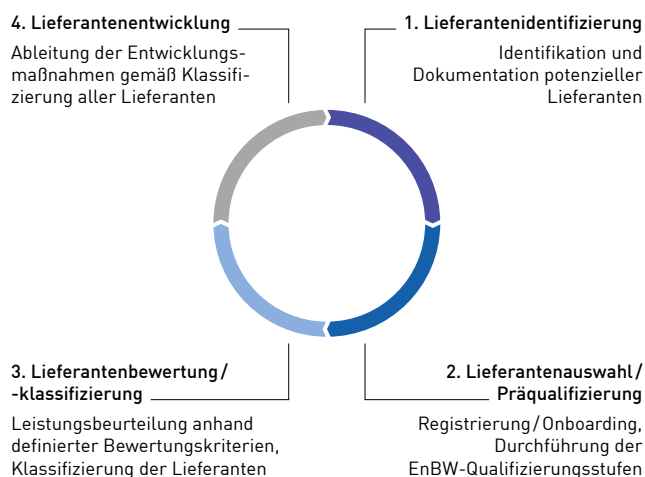 4. Lieferantenentwicklung
Ableitung der Entwicklungs-
maßnahmen gemäß Klassifi-
zierung aller Lieferanten
1. Lieferantenidentifizierung
Identifikation und
Dokumentation potenzieller
Lieferanten
3. Lieferantenbewertung/
-klassifizierung
Leistungsbeurteilung anhand
definierter Bewertungskriterien,
Klassifizierung der Lieferanten
2. Lieferantenauswahl/
Präqualifizierung
Registrierung/Onboarding,
Durchführung der
EnBW-Qualifizierungsstufen